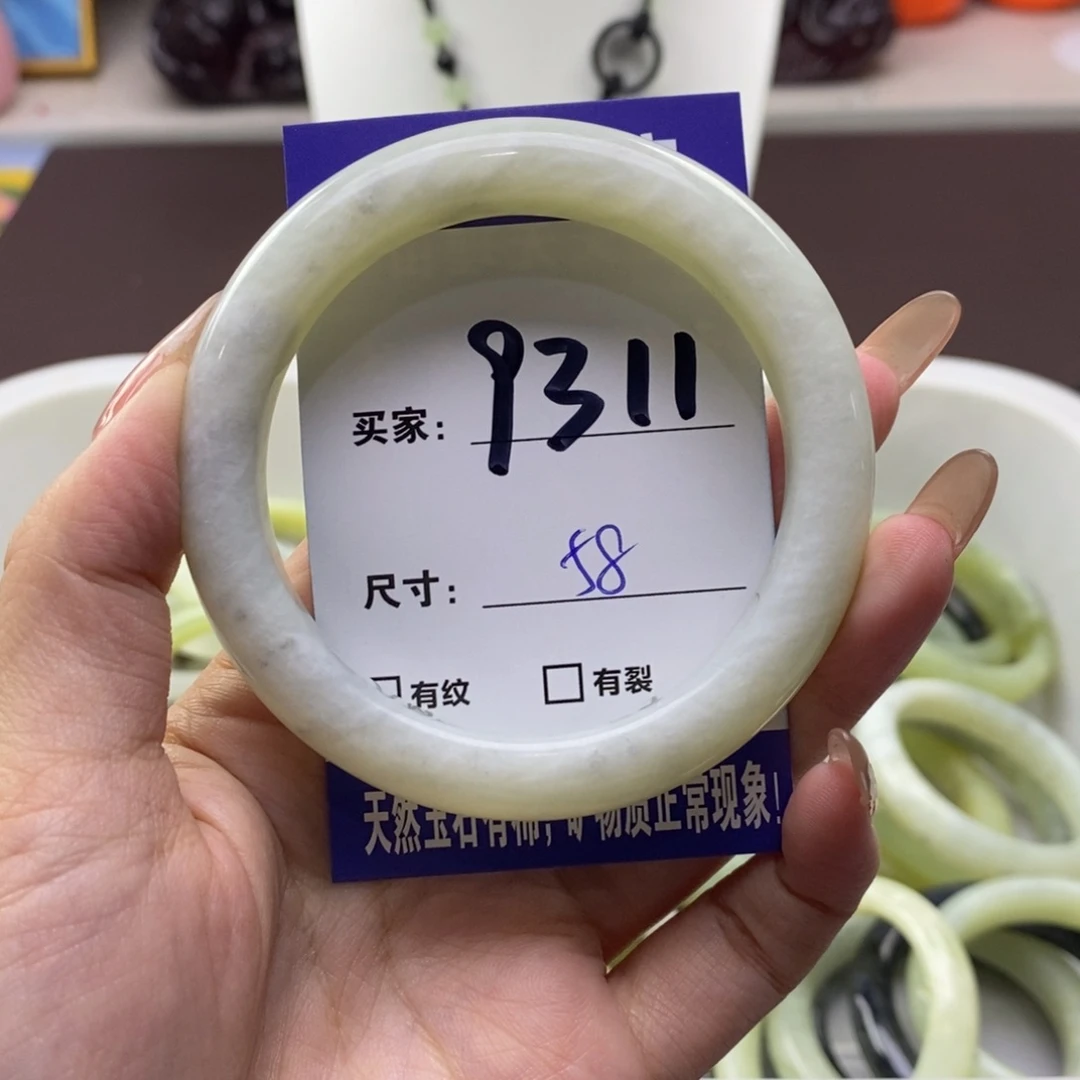 买家: 9311
尺寸: 58
□有纹 □有裂
天然玉石有棉, 矿物质正常现象!